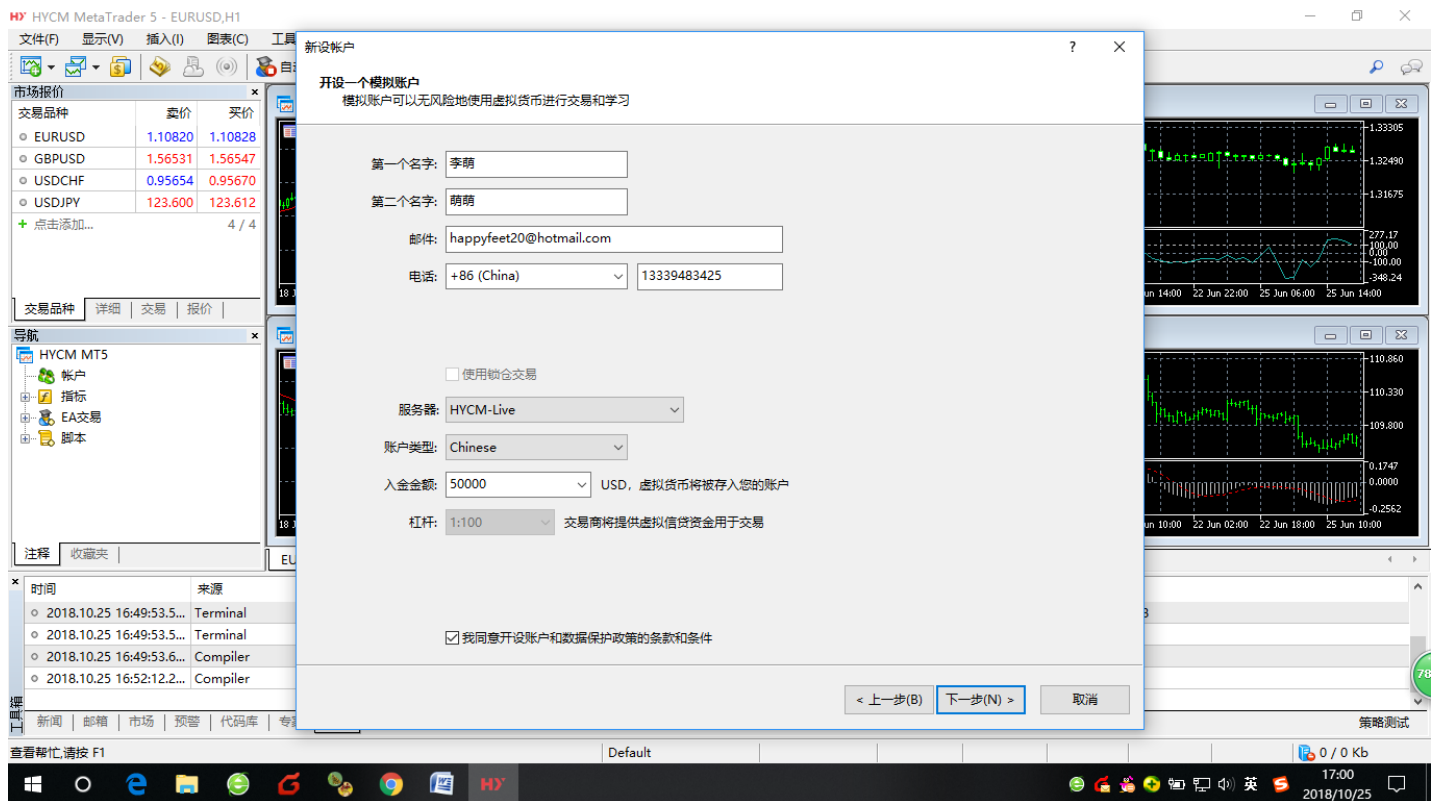 HY HYCM MetaTrader 5 - EURUSD,H1
文件(F) 显示(V) 插入(I) 图表(C) 工具
新设帐户
?
开设一个模拟账户
模拟账户可以无风险地使用虚拟货币进行交易和学习
市场报价
交易品种 卖价 买价
EURUSD 1.10820 1.10828
GBPUSD 1.56531 1.56547
USDCHF 0.95654 0.95670
USDJPY 123.600 123.612
点击添加... 4 / 4
交易品种 详细 交易 报价
导航
HYCM MT5
帐户
指标
EA交易
脚本
注释 收藏夹
第一个名字: 李萌
第二个名字: 萌萌
邮件: happyfeet20@hotmail.com
电话: +86 (China) 13339483425
使用锁仓交易
服务器: HYCM-Live
账户类型: Chinese
入金金额: 50000 USD，虚拟货币将被存入您的账户
杠杆: 1:100 交易商将提供虚拟信贷资金用于交易
我同意开设账户和数据保护政策的条款和条件
< 上一步(B) 下一步(N) > 取消
1.33305
1.32490
1.31675
277.17
100.00
0.00
-100.00
-348.24
18 J
un 14:00 22 Jun 22:00 25 Jun 06:00 25 Jun 14:00
110.860
110.330
109.800
0.1747
0.0000
-0.2562
18 J
un 10:00 22 Jun 02:00 22 Jun 18:00 25 Jun 10:00
EU
时间 来源
2018.10.25 16:49:53.5... Terminal
2018.10.25 16:49:53.5... Terminal
2018.10.25 16:49:53.6... Compiler
2018.10.25 16:52:12.2... Compiler
78
工具箱
新闻 邮箱 市场 预警 代码库 专
策略测试
查看帮忙,请按 F1 Default 0 / 0 Kb
HY
英
17:00
2018/10/25